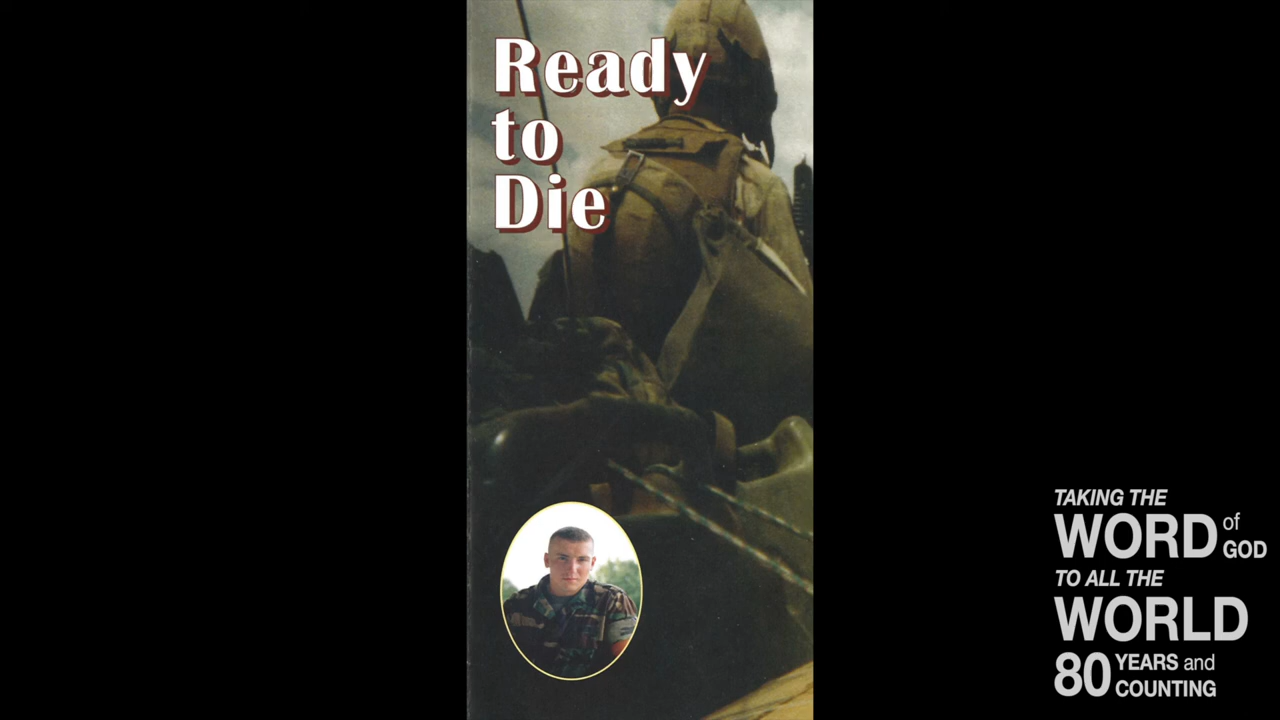 Ready
to
Die
TAKING THE
WORD of GOD
TO ALL THE
WORLD
80 YEARS and
COUNTING